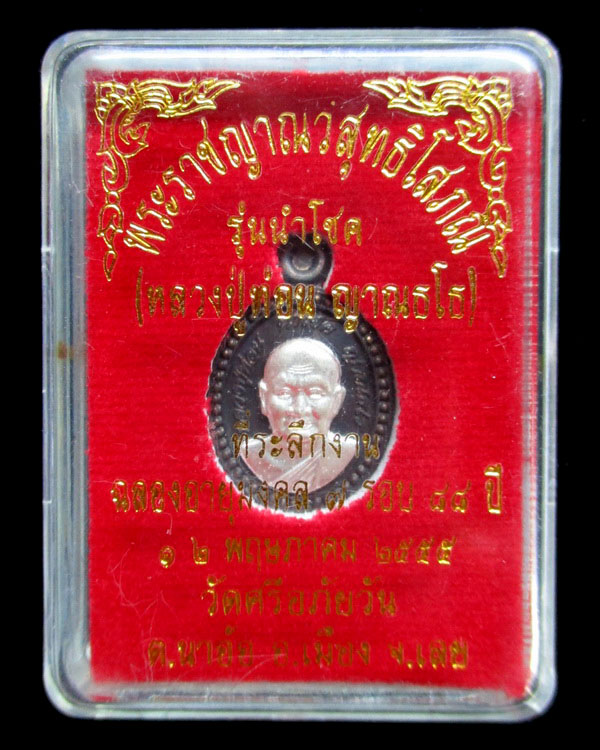 พระราชญาณวิสุทธิโสภณ
รุ่นนำโชค
(หลวงปู่ท่อน ญาณธโร)
ที่ระลึกงาน
ฉลองอายุมงคล ๗ รอบ ๘๔ ปี
๑ ๒ พฤษภาคม ๒๕๕๕
วัดศรีอภัยวัน
ต.นาอ้อ อ.เมือง จ.เลย